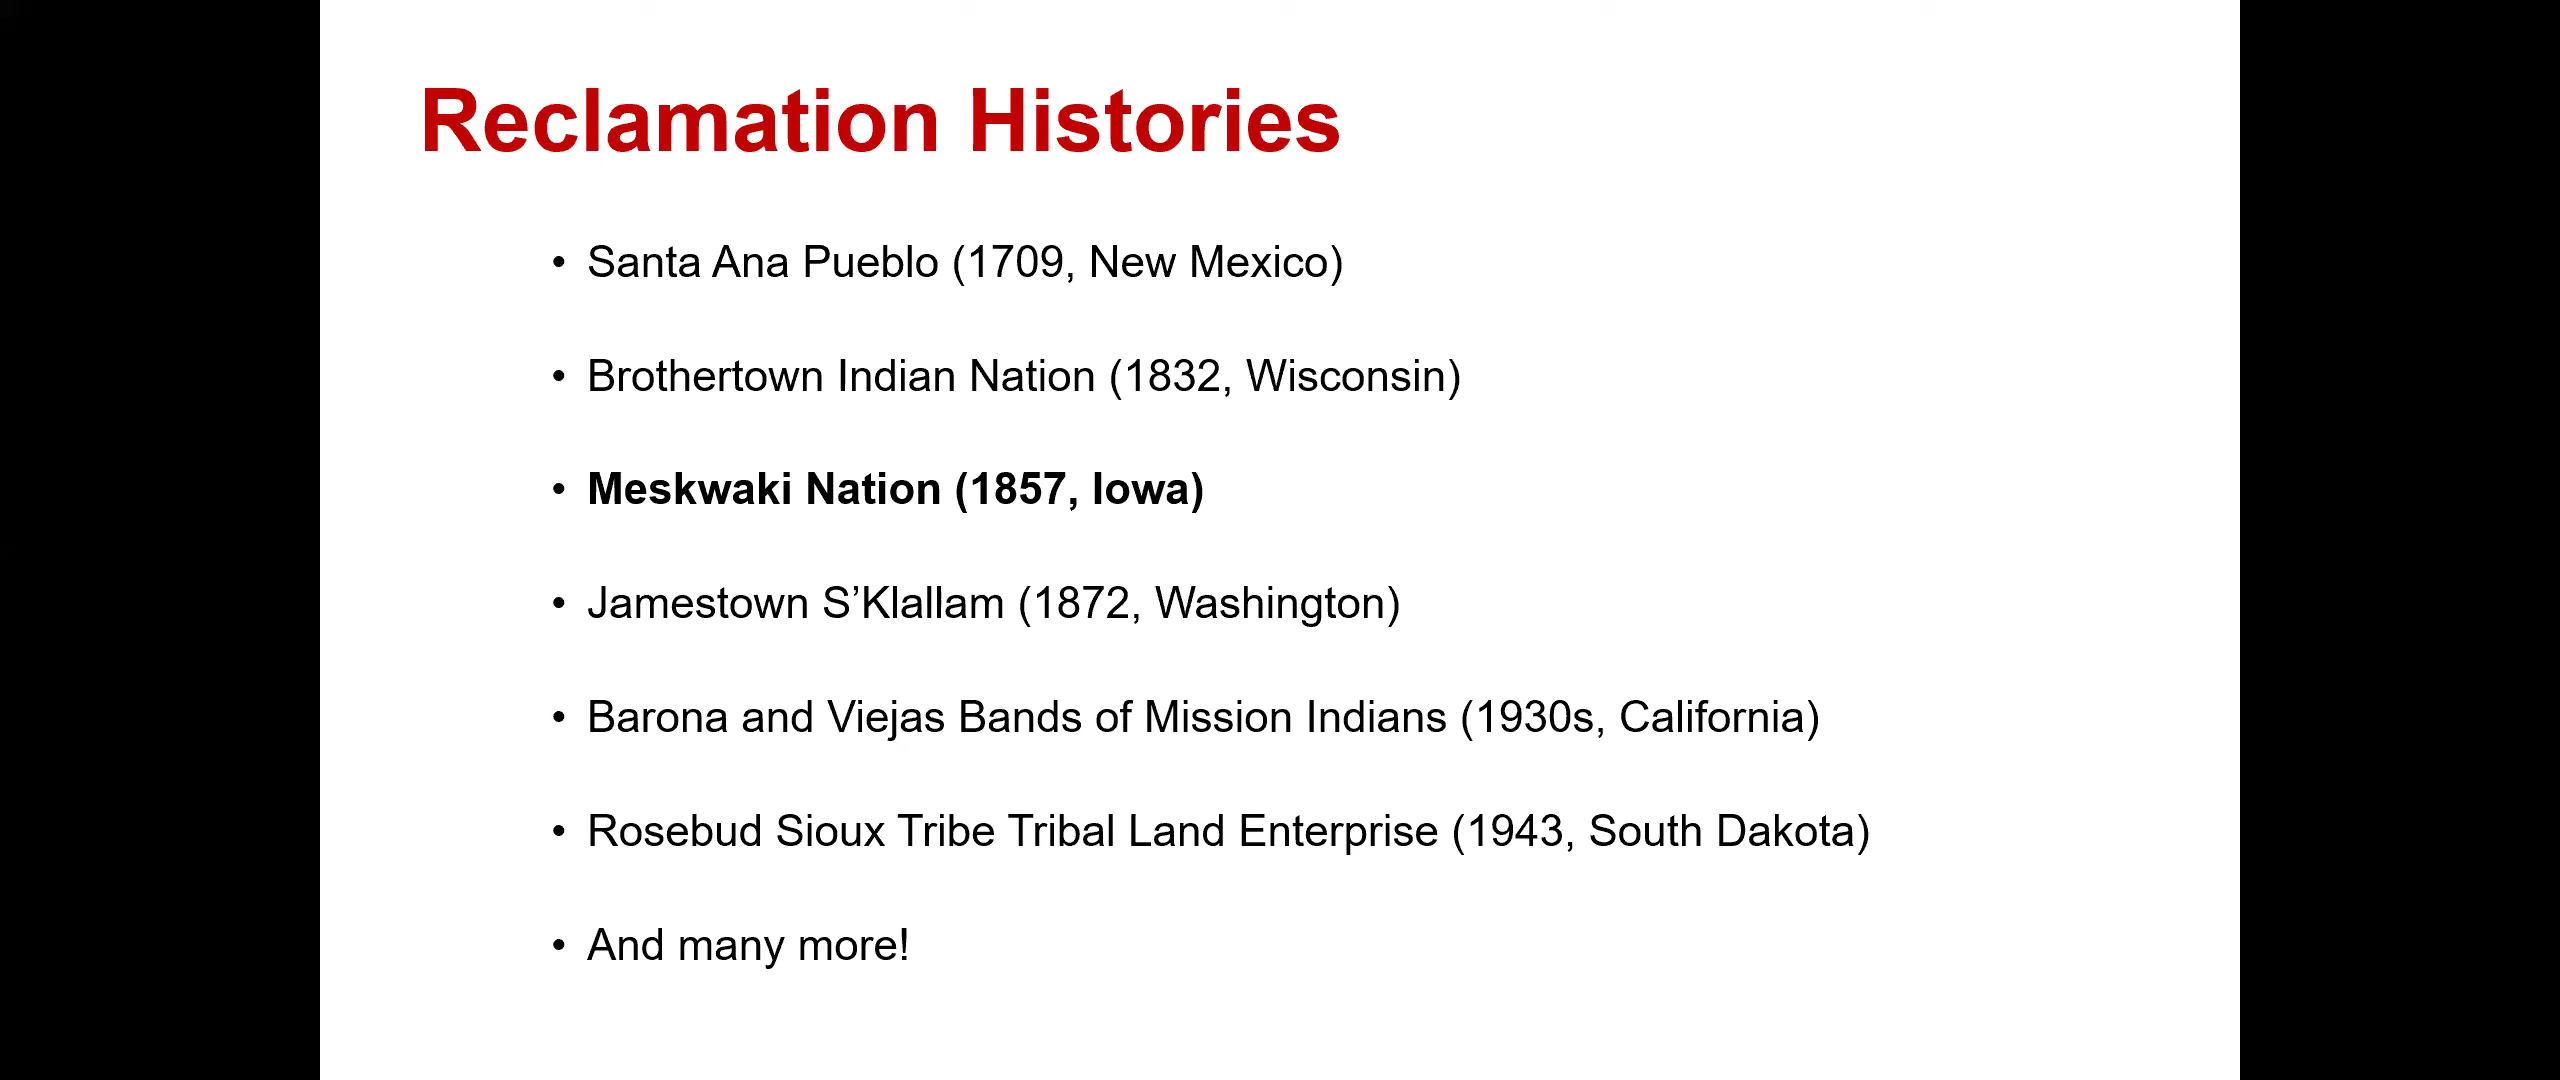 Reclamation Histories
• Santa Ana Pueblo (1709, New Mexico)
• Brothertown Indian Nation (1832, Wisconsin)
• Meskwaki Nation (1857, Iowa)
• Jamestown S’Klallam (1872, Washington)
• Barona and Viejas Bands of Mission Indians (1930s, California)
• Rosebud Sioux Tribe Tribal Land Enterprise (1943, South Dakota)
• And many more!